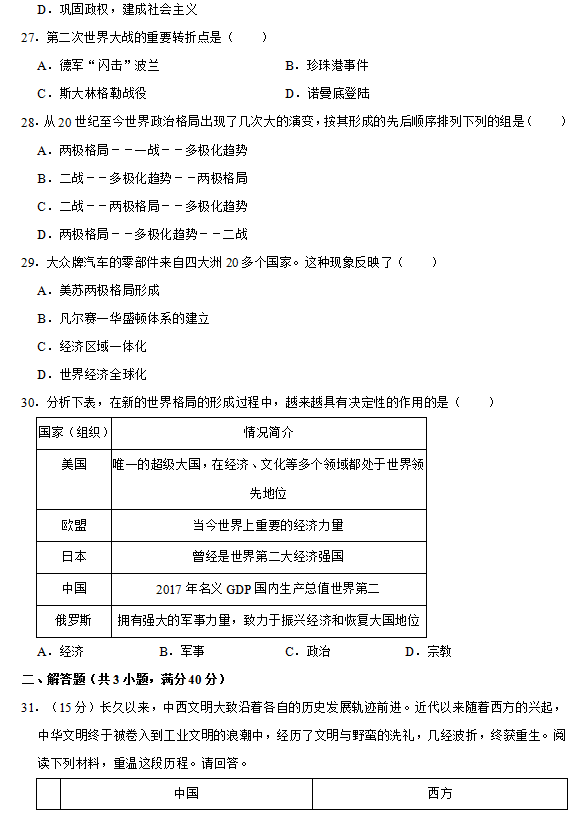 D．巩固政权，建成社会主义
27．第二次世界大战的重要转折点是（　　）
A．德军“闪击”波兰 B．珍珠港事件
C．斯大林格勒战役 D．诺曼底登陆
28．从20世纪至今世界政治格局出现了几次大的演变，按其形成的先后顺序排列下列的组是（　　）
A．两极格局﹣﹣一战﹣﹣多极化趋势
B．二战﹣﹣多极化趋势﹣﹣两极格局
C．二战﹣﹣两极格局﹣﹣多极化趋势
D．两极格局﹣﹣多极化趋势﹣﹣二战
29．大众牌汽车的零部件来自四大洲20多个国家。这种现象反映了（　　）
A．美苏两极格局形成
B．凡尔赛一华盛顿体系的建立
C．经济区域一体化
D．世界经济全球化
30．分析下表，在新的世界格局的形成过程中，越来越具有决定性的作用的是（　　）
国家（组织） 情况简介
美国 唯一的超级大国，在经济、文化等多个领域都处于世界领
先地位
欧盟 当今世界上重要的经济力量
日本 曾经是世界第二大经济强国
中国 2017年名义GDP国内生产总值世界第二
俄罗斯 拥有强大的军事力量，致力于振兴经济和恢复大国地位
A．经济 B．军事 C．政治 D．宗教
二、解答题（共3小题，满分40分）
31．（15分）长久以来，中西文明大致沿着各自的历史发展轨迹前进。近代以来随着西方的兴起，
中华文明终于被卷入到工业文明的浪潮中，经历了文明与野蛮的洗礼，几经波折，终获重生。阅
读下列材料，重温这段历程。请回答。
中国 西方